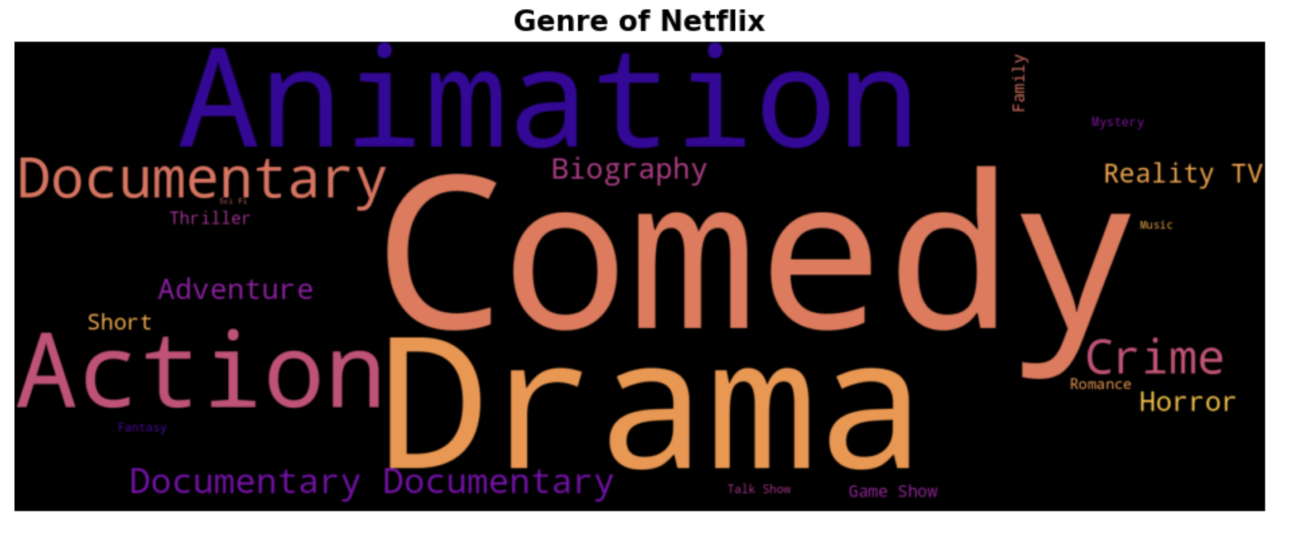 Genre of Netflix
Animation
Family
Mystery
Documentary
Biography
Reality TV
Sci Fi
Thriller
Comedy
Music
Adventure
Short
Action
Drama
Crime
Romance
Horror
Fantasy
Documentary Documentary
Talk Show
Game Show